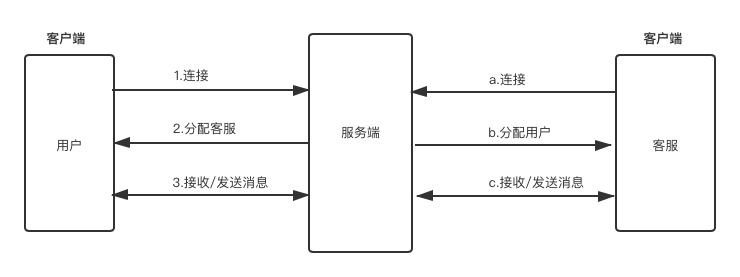 客户端
客户端
1.连接
a.连接
2.分配客服
服务端
b.分配用户
用户
客服
3.接收/发送消息
c.接收/发送消息